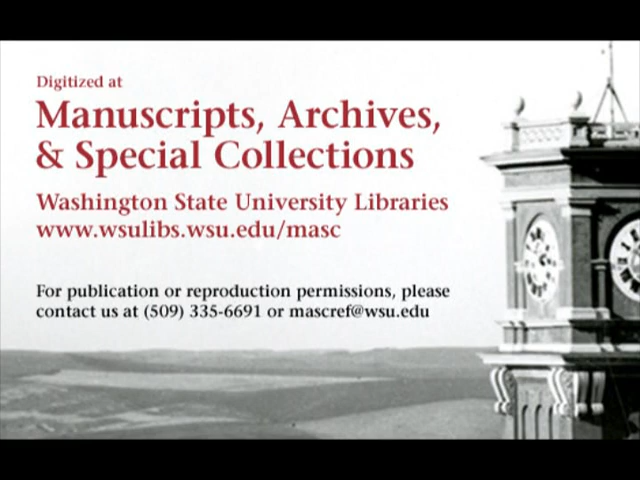 Digitized at
Manuscripts, Archives,
& Special Collections
Washington State University Libraries
www.wsulibs.wsu.edu/masc
For publication or reproduction permissions, please
contact us at (509) 335-6691 or mascref@wsu.edu